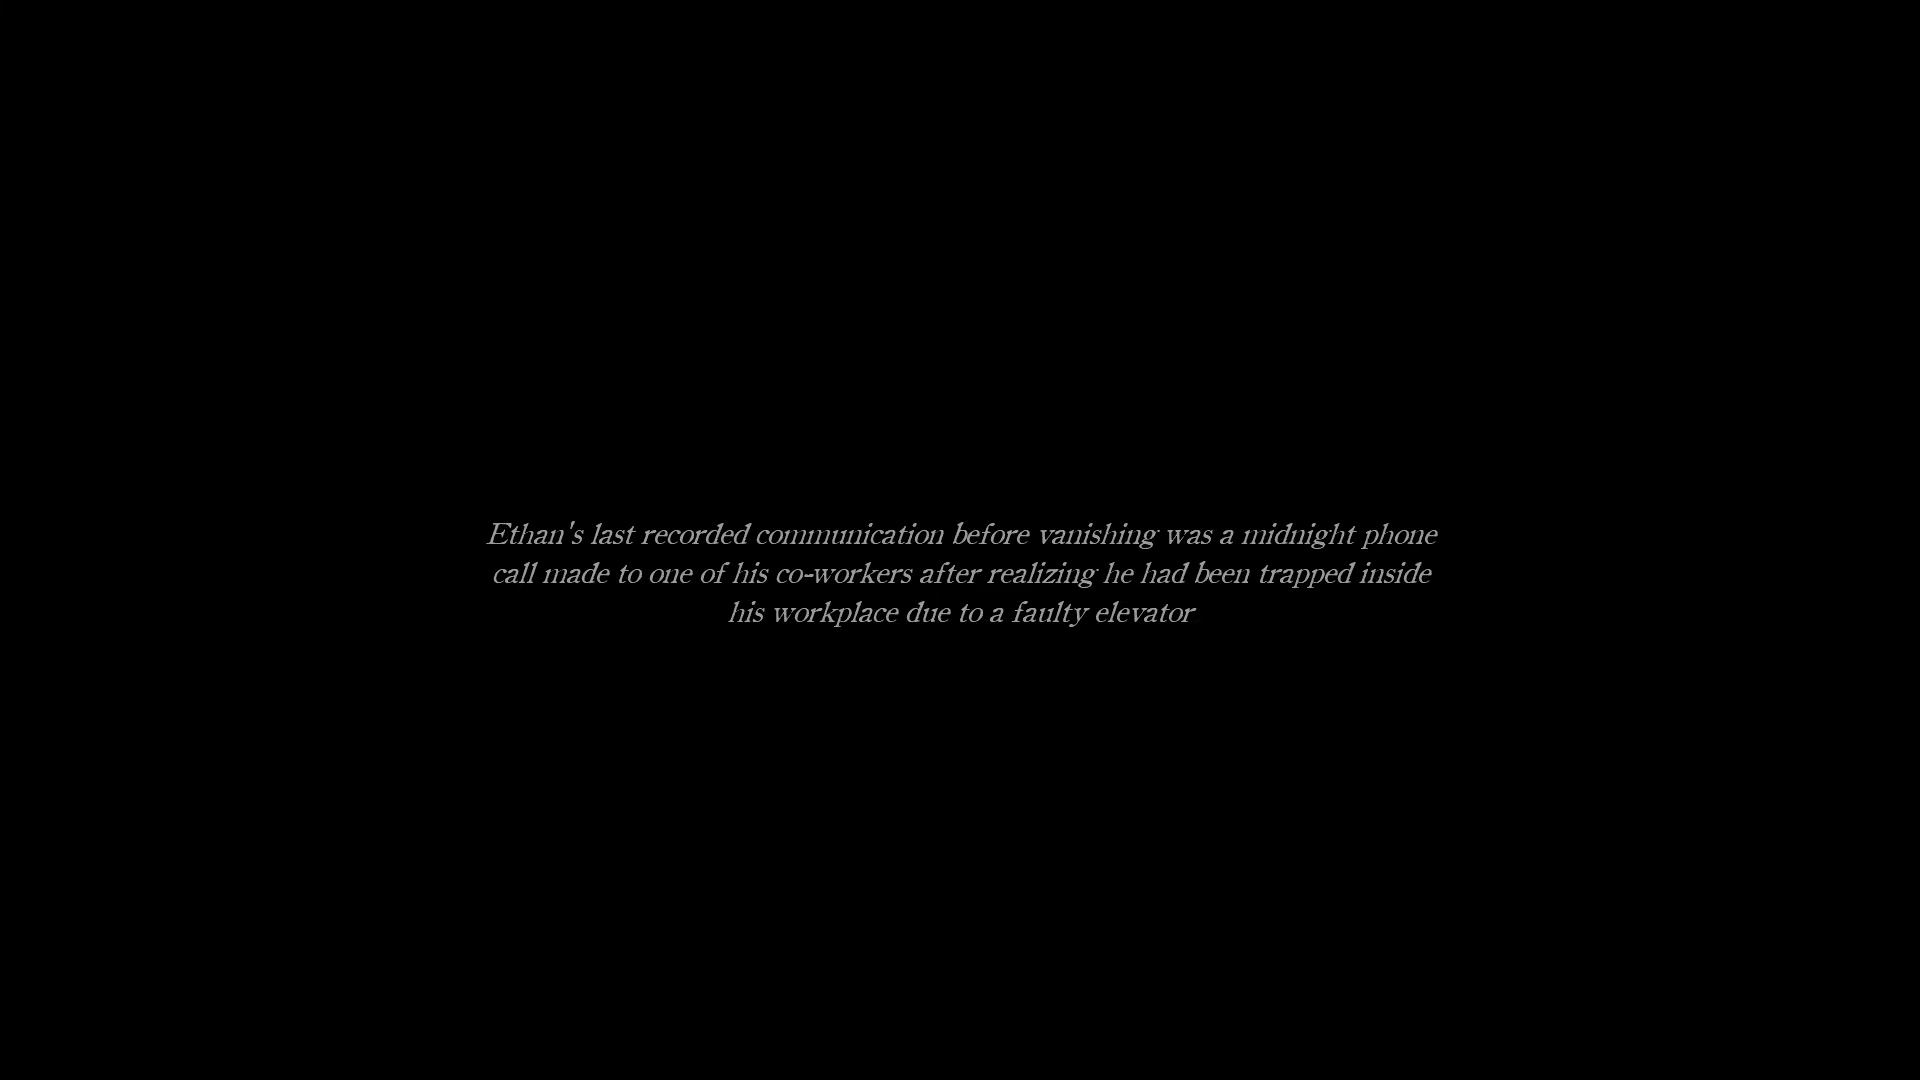 Ethan's last recorded communication before vanishing was a midnight phone
call made to one of his co-workers after realizing he had been trapped inside
his workplace due to a faulty elevator